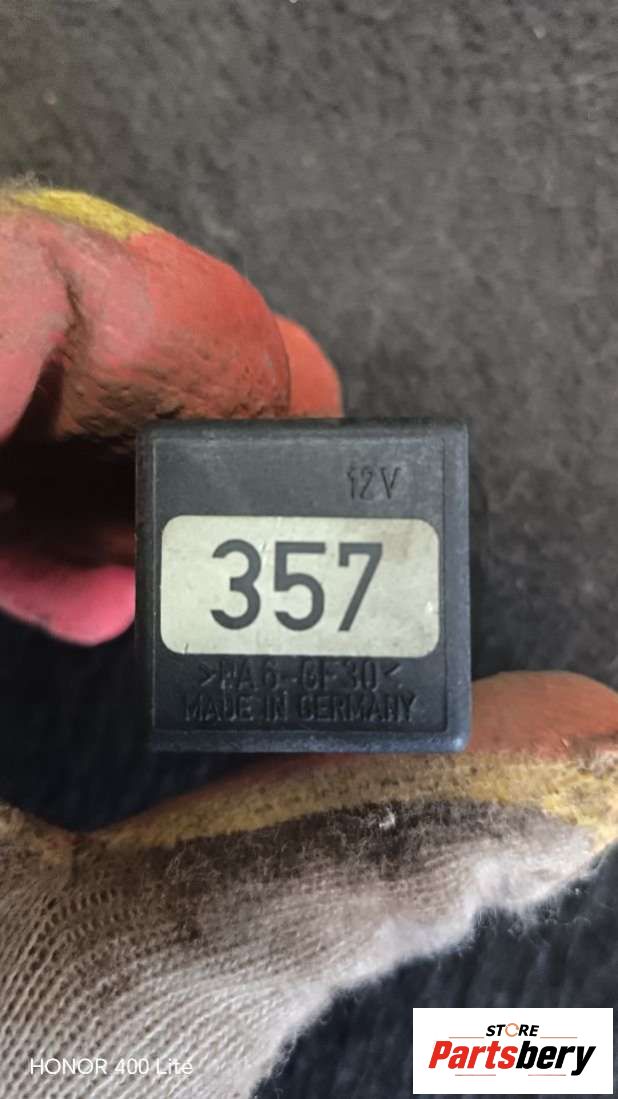 12V
357
>PA6-GF30<
MADE IN GERMANY
HONOR 400 Lite
STORE
Partsbery